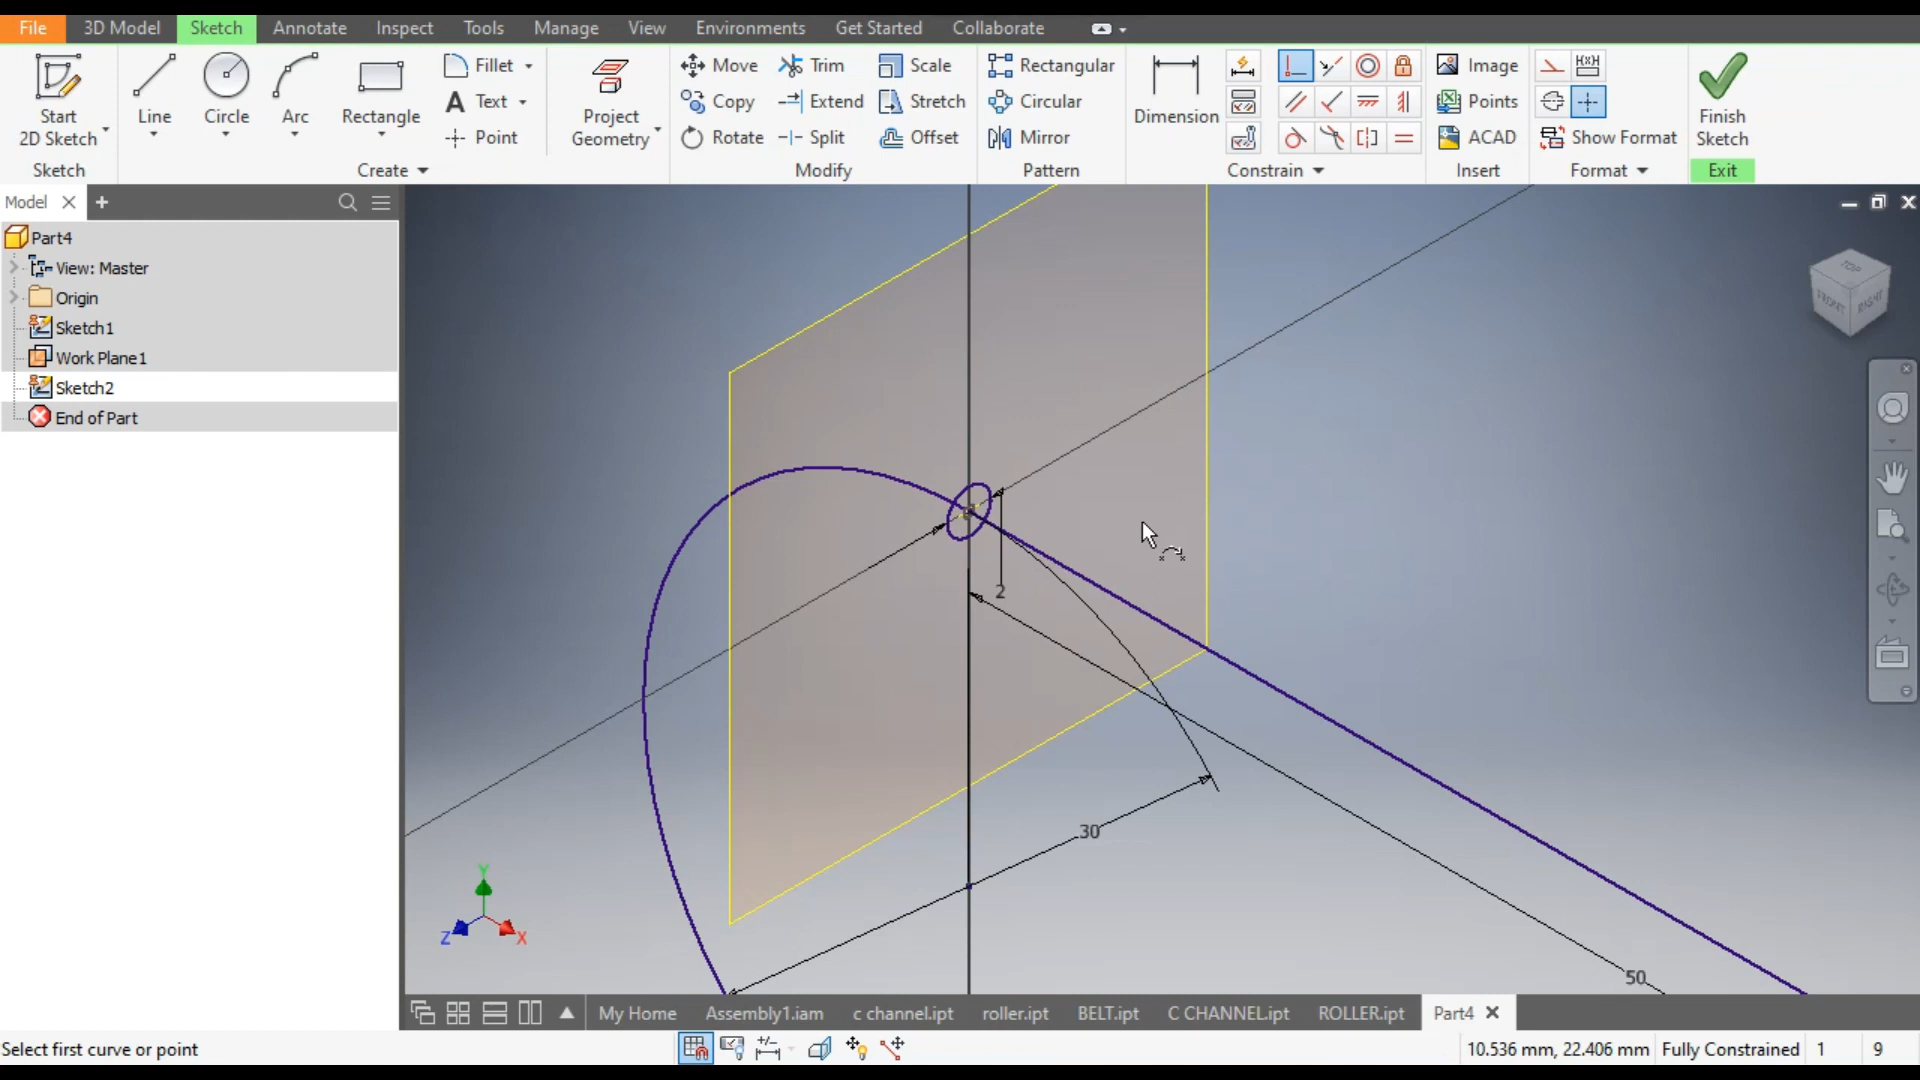 File 3D Model Sketch Annotate Inspect Tools Manage View Environments Get Started Collaborate
Start 2D Sketch
Line
Circle
Arc
Rectangle
Fillet
Text
Point
Project Geometry
Move
Copy
Rotate
Trim
Extend
Split
Scale
Stretch
Offset
Rectangular
Circular
Mirror
Dimension
Image
Points
ACAD
Show Format
Finish Sketch
Sketch Create Modify Pattern Constrain Insert Format Exit
Model
Part4
View: Master
Origin
Sketch1
Work Plane1
Sketch2
End of Part
TOP
FRONT
RIGHT
2
30
50
Y
Z
X
My Home Assembly1.iam c channel.ipt roller.ipt BELT.ipt C CHANNEL.ipt ROLLER.ipt Part4
Select first curve or point
10.536 mm, 22.406 mm Fully Constrained 1 9